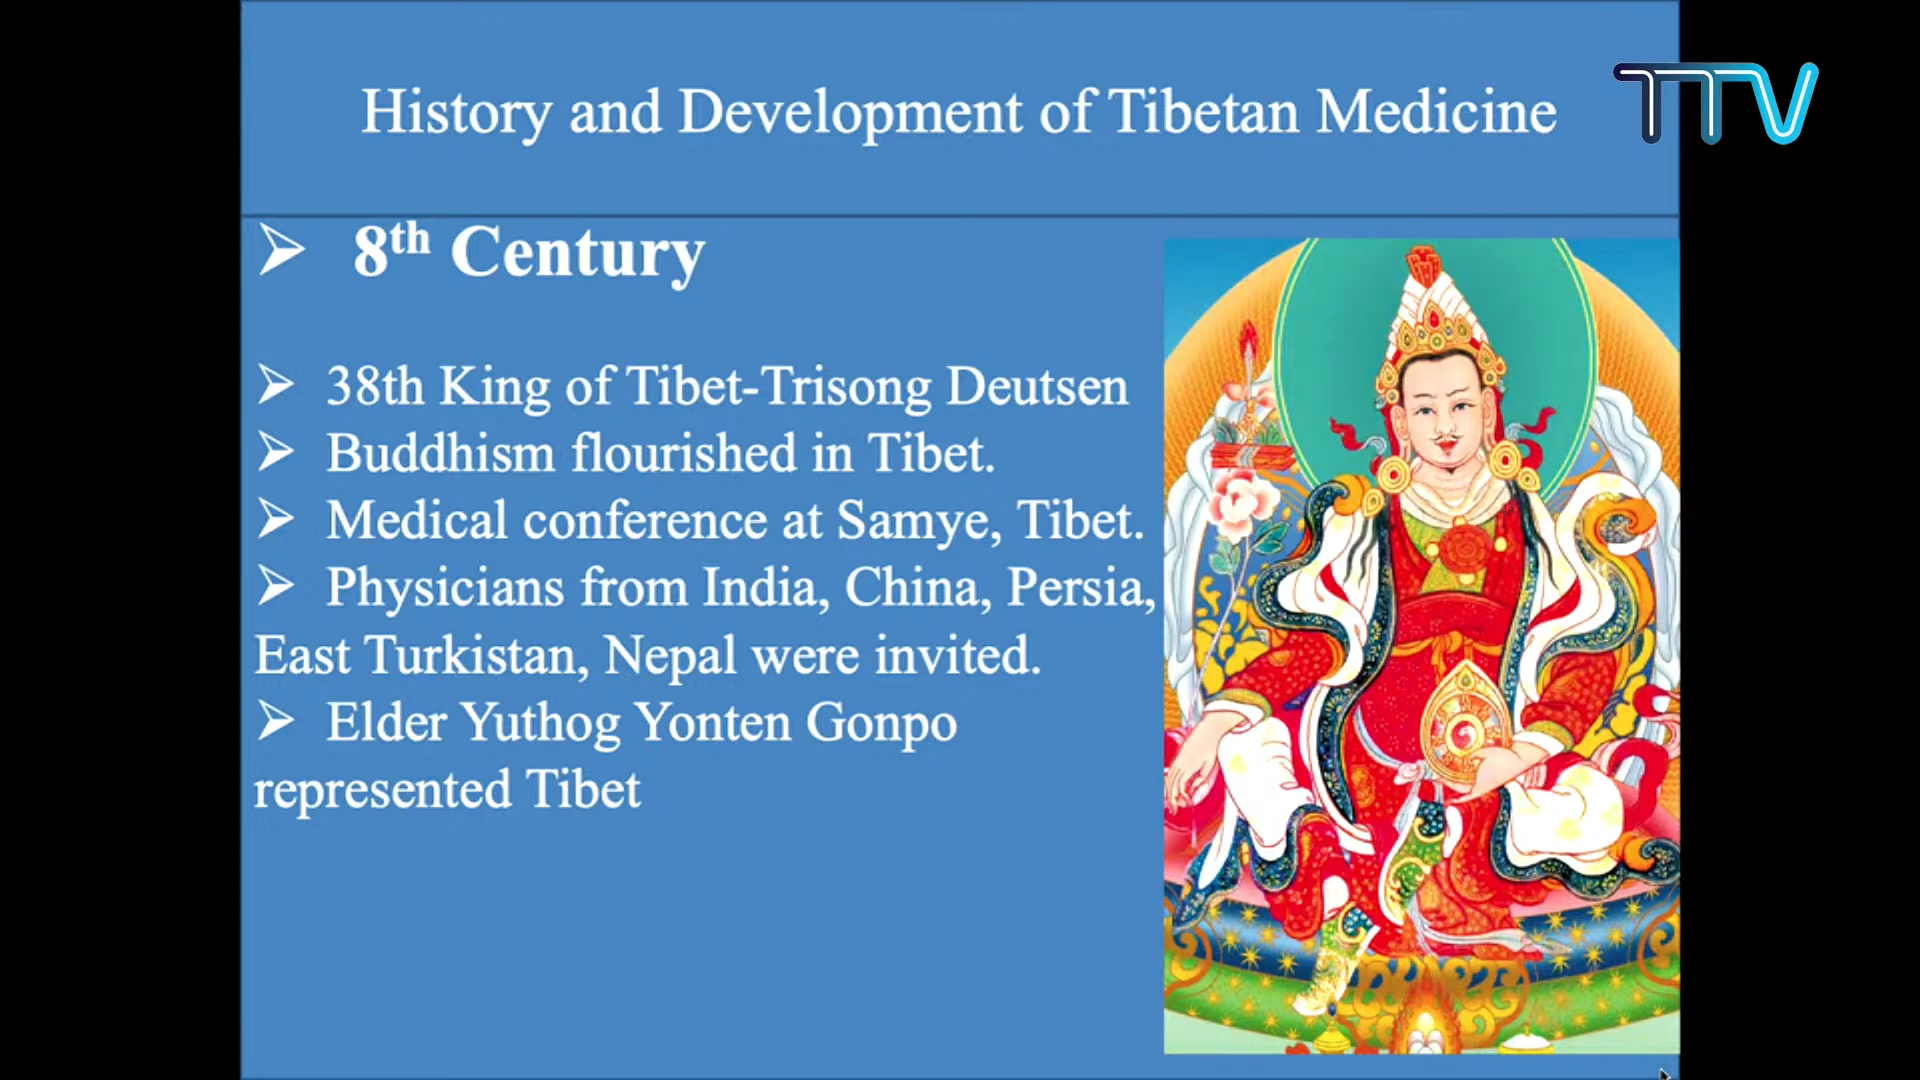 History and Development of Tibetan Medicine
TTV
➢ 8th Century
➢ 38th King of Tibet-Trisong Deutsen
➢ Buddhism flourished in Tibet.
➢ Medical conference at Samye, Tibet.
➢ Physicians from India, China, Persia,
East Turkistan, Nepal were invited.
➢ Elder Yuthog Yonten Gonpo
represented Tibet